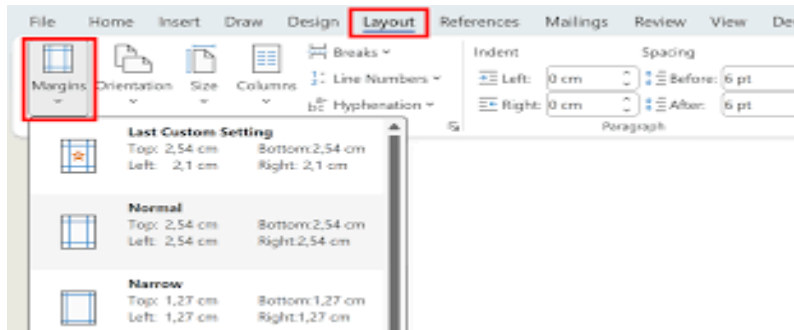 File Home Insert Draw Design Layout References Mailings Review View De
Margins Orientation Size Columns
Breaks
Line Numbers
Hyphenation
Indent
Left: 0 cm
Right: 0 cm
Spacing
Before: 6 pt
After: 6 pt
Paragraph
Last Custom Setting
Top: 2,54 cm Bottom:2,54 cm
Left: 2,1 cm Right: 2,1 cm
Normal
Top: 2,54 cm Bottom:2,54 cm
Left: 2,54 cm Right:2,54 cm
Narrow
Top: 1,27 cm Bottom:1,27 cm
Left: 1,27 cm Right:1,27 cm